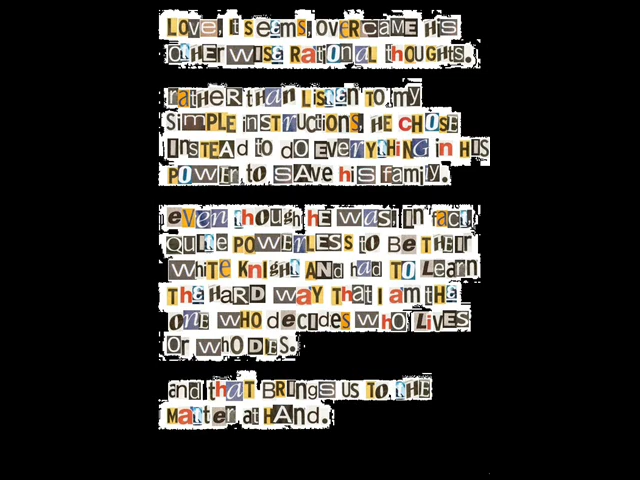 LOVe, it seems, overcame His
otHerwise Rational thOUGHts.
ratherthan Listen TO my
SiMPLE instructions, HE CHOSE
INSTEAd to dO EVerYtHiNG in HIS
POwer to SAVe his family.
even though HE was, in fact,
QUite POWERLESS to Be THEIr
WhiTE KnigHt ANd had TO Learn
The HARD waY That I am tHe
ONE WHO decides wHO LiVES
Or wHO DIES.
and thaT BRINgs US TO tHE
Matter at HAnd.